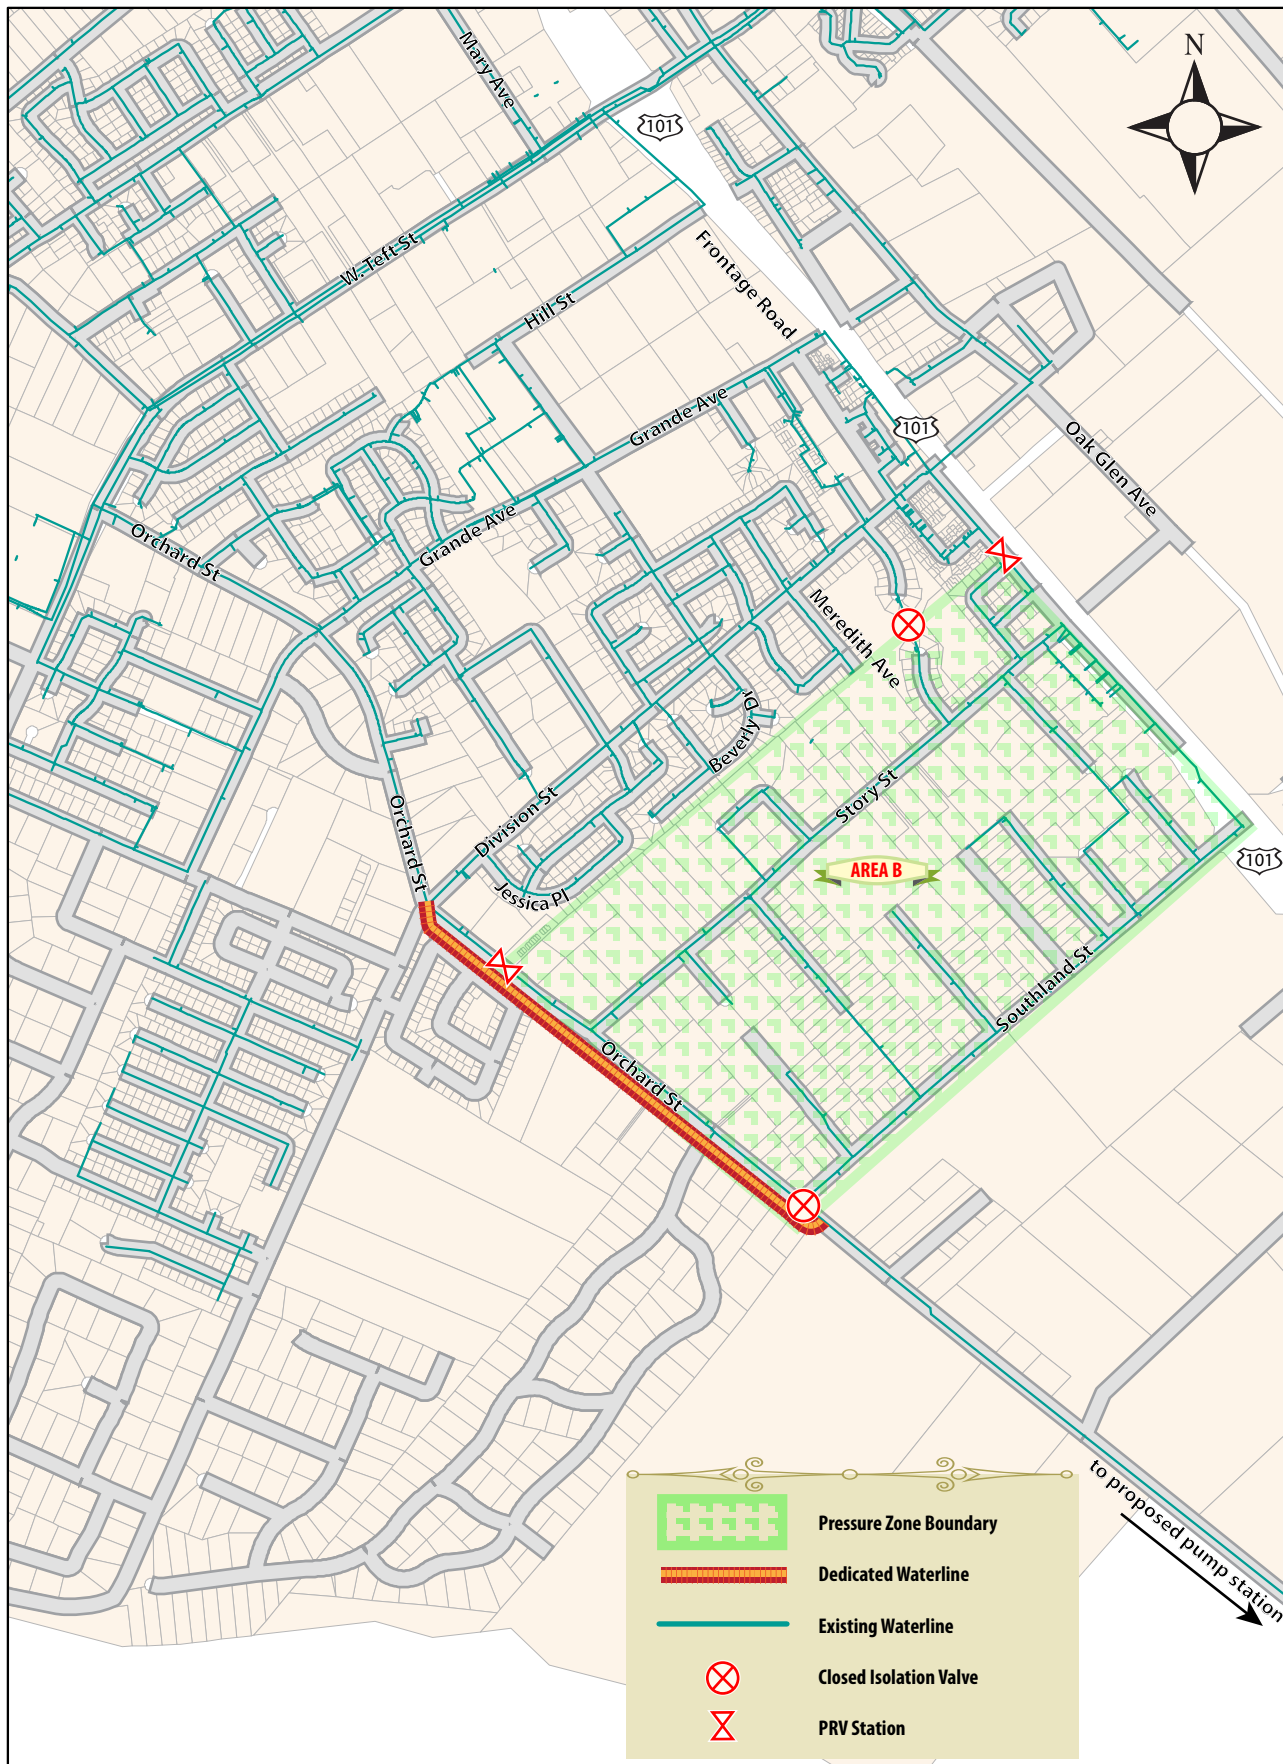 Mary Ave
N
101
W. Teft St
Frontage Road
Hill St
Grande Ave
101
Oak Glen Ave
Orchard St
Grande Ave
Meredith Ave
Beverly Dr
Story St
Orchard St
Division St
101
AREA B
Jessica Pl
Southland St
Orchard St
to proposed pump station
Pressure Zone Boundary
Dedicated Waterline
Existing Waterline
Closed Isolation Valve
PRV Station